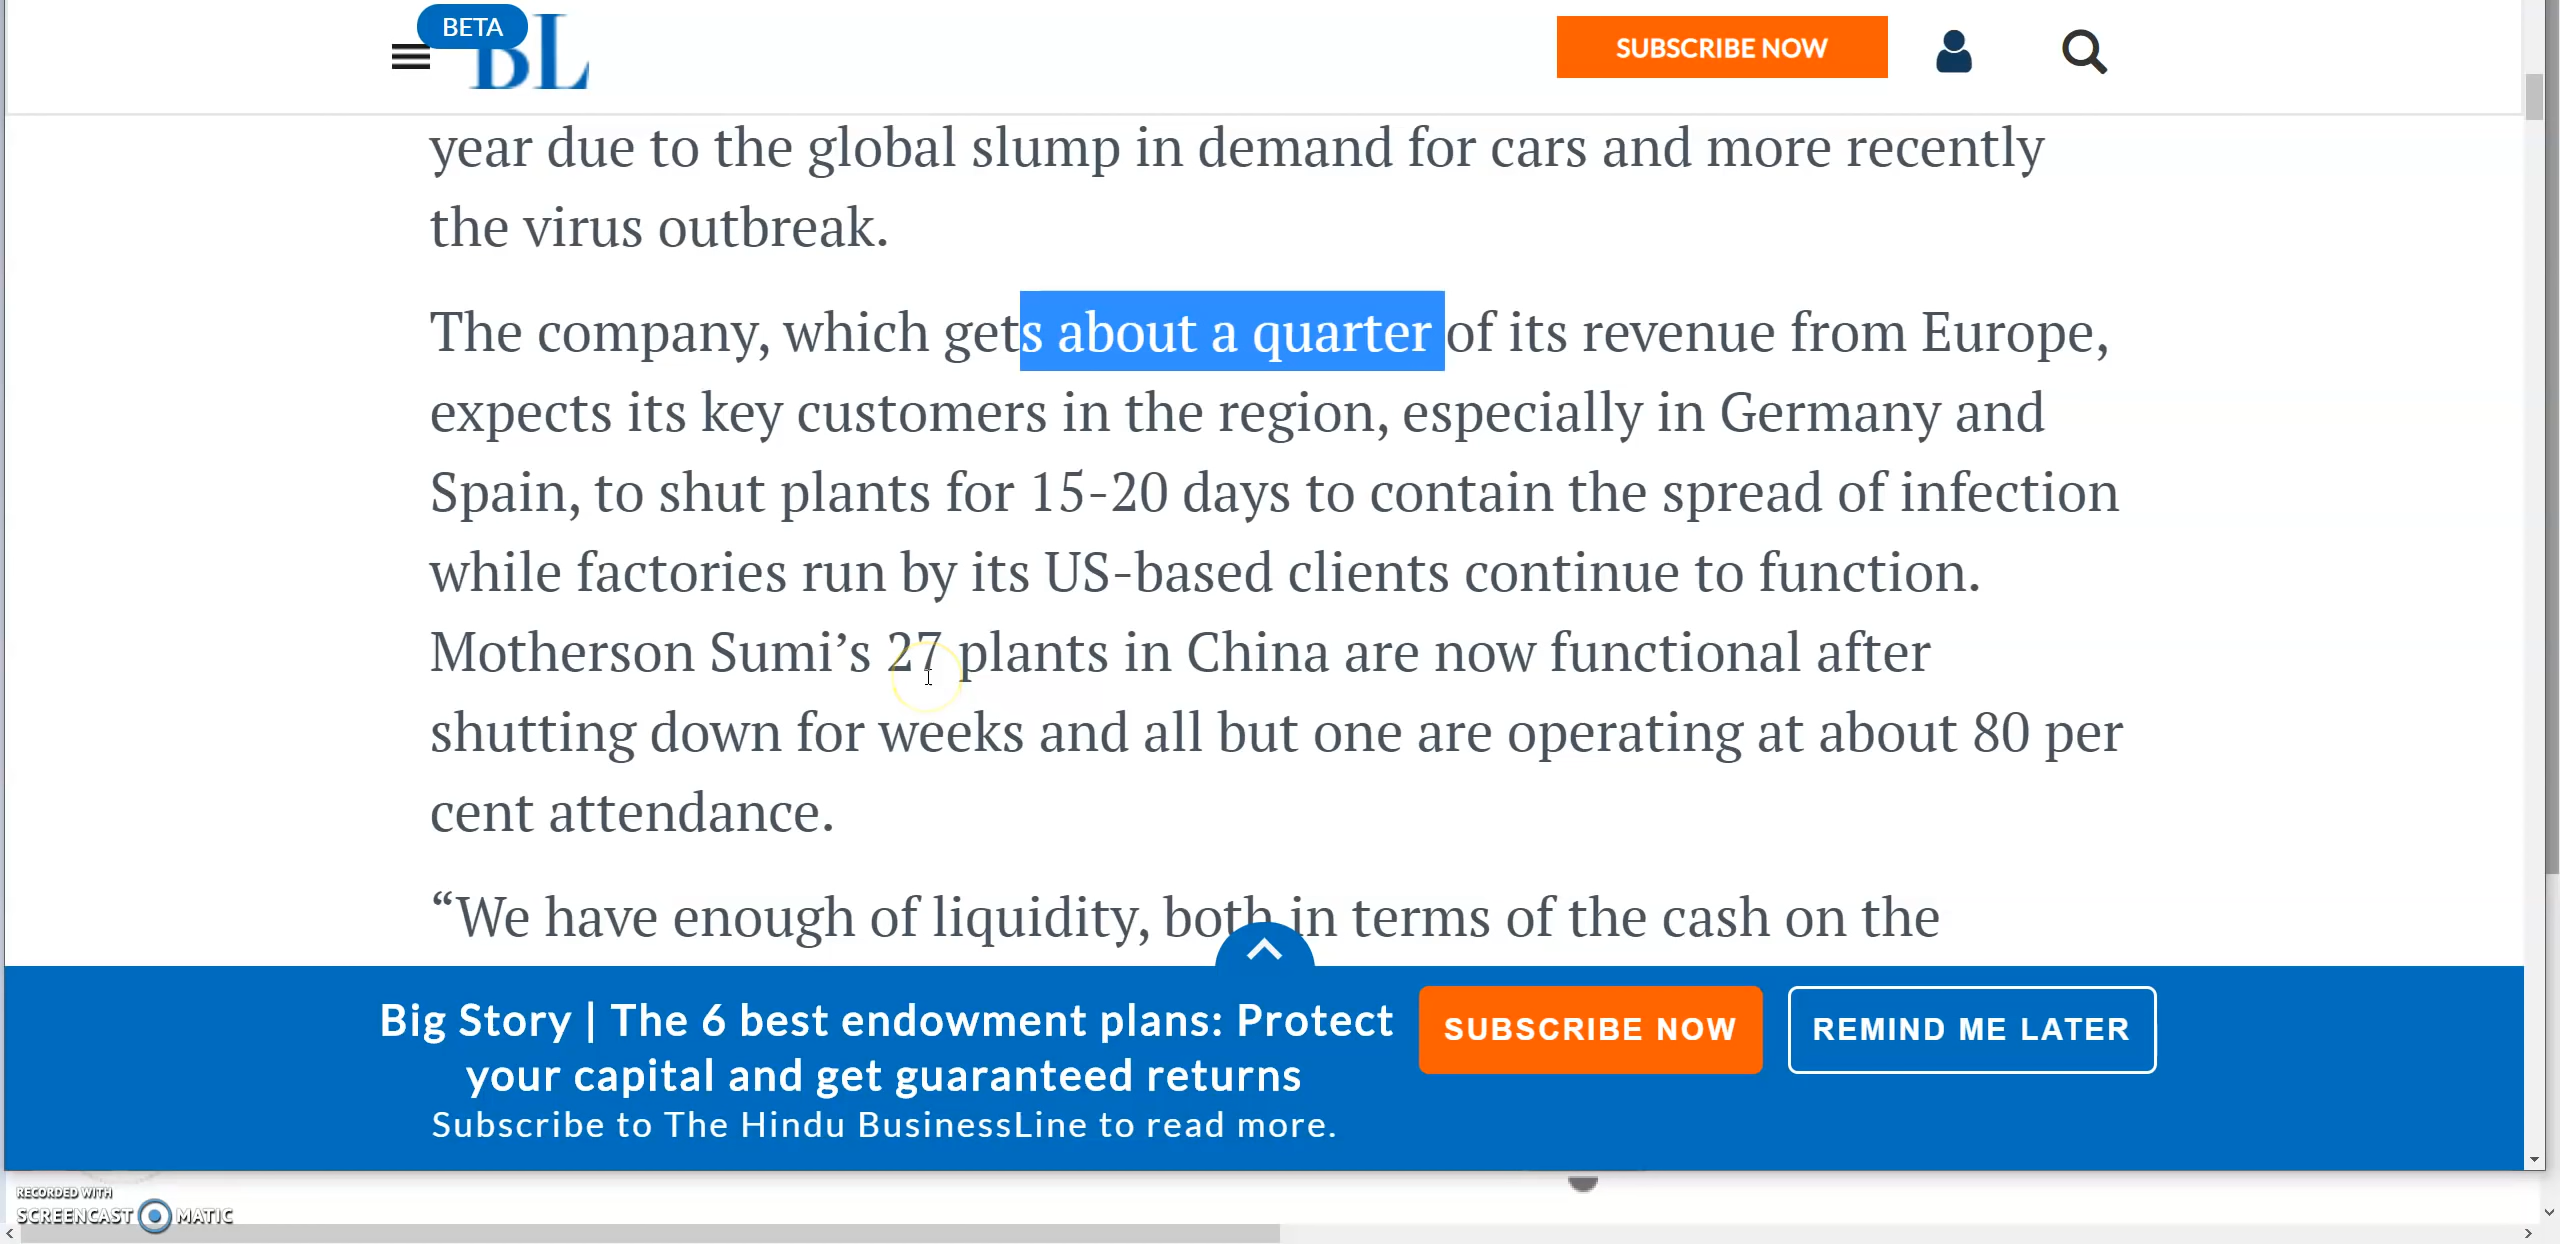 BETA
BL
SUBSCRIBE NOW
year due to the global slump in demand for cars and more recently
the virus outbreak.
The company, which gets about a quarter of its revenue from Europe,
expects its key customers in the region, especially in Germany and
Spain, to shut plants for 15-20 days to contain the spread of infection
while factories run by its US-based clients continue to function.
Motherson Sumi’s 27 plants in China are now functional after
shutting down for weeks and all but one are operating at about 80 per
cent attendance.
“We have enough of liquidity, both in terms of the cash on the
Big Story | The 6 best endowment plans: Protect
your capital and get guaranteed returns
Subscribe to The Hindu BusinessLine to read more.
SUBSCRIBE NOW
REMIND ME LATER
RECORDED WITH
SCREENCAST MATIC